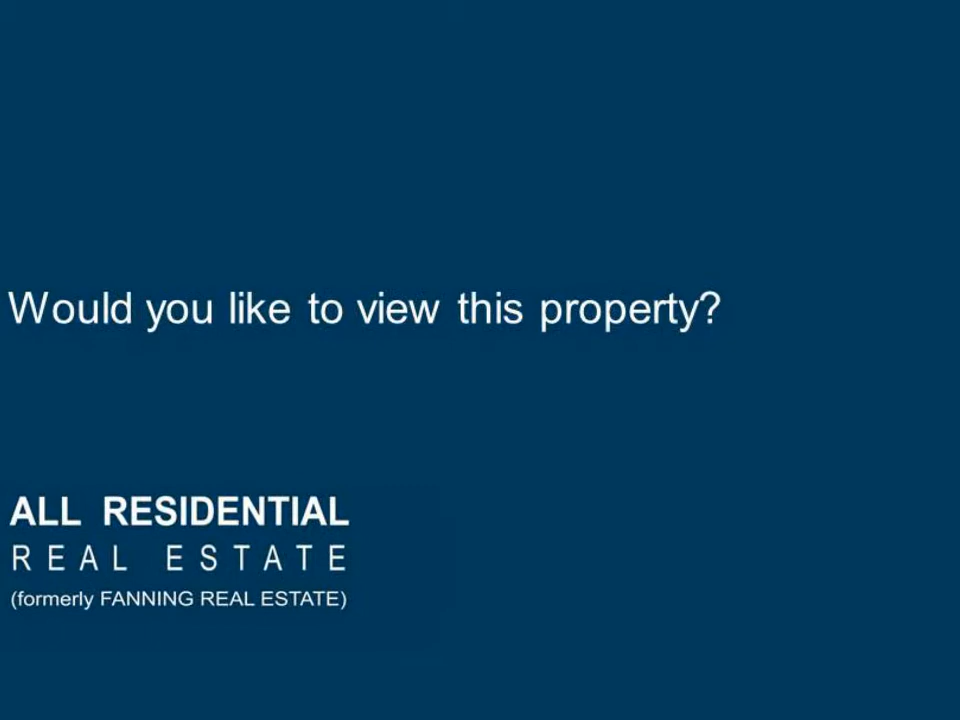 Would you like to view this property?
ALL RESIDENTIAL
REAL ESTATE
(formerly FANNING REAL ESTATE)